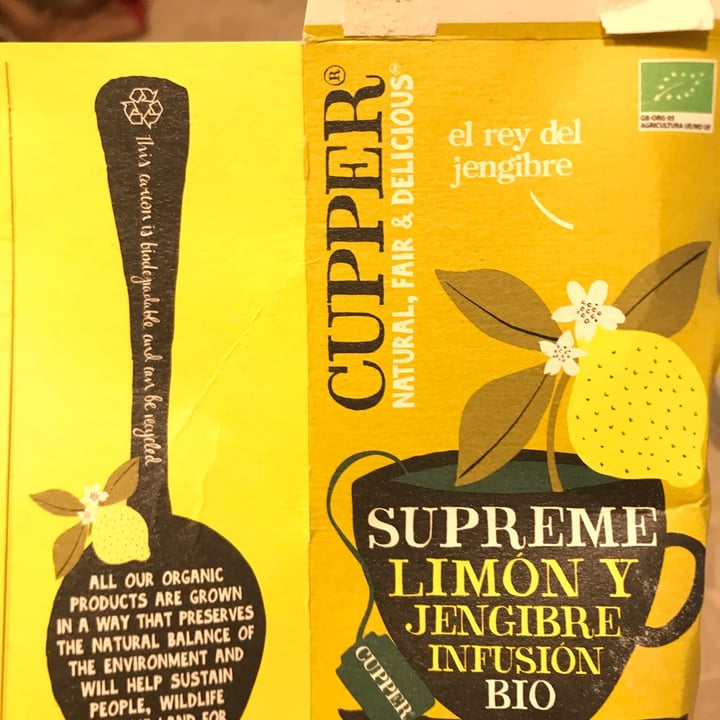 This carton is biodegradable and can be recycled
ALL OUR ORGANIC
PRODUCTS ARE GROWN
IN A WAY THAT PRESERVES
THE NATURAL BALANCE OF
THE ENVIRONMENT AND
WILL HELP SUSTAIN
PEOPLE, WILDLIFE
LAND FOR
CUPPER®
NATURAL, FAIR & DELICIOUS®
el rey del
jengibre
GB-ORG-05
AGRICULTURA UE/NO UE
SUPREME
LIMÓN Y
JENGIBRE
INFUSIÓN
BIO
CUPPER